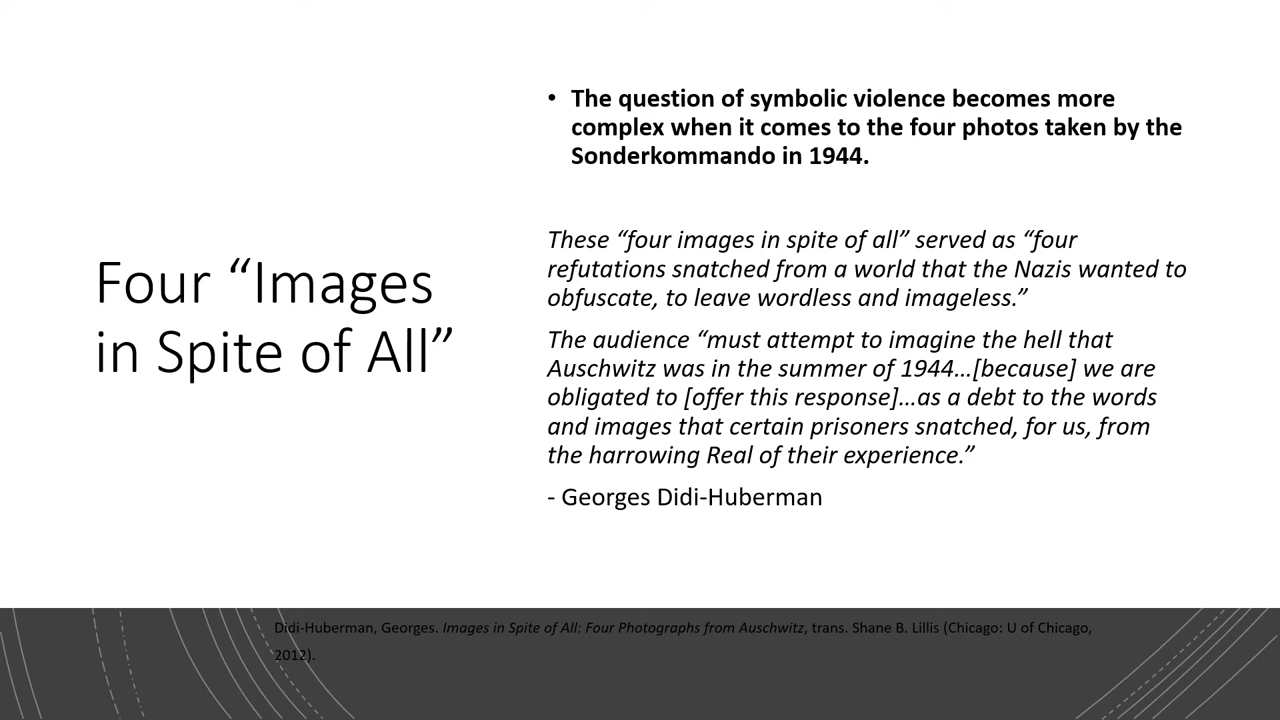 Four “Images
in Spite of All”
• The question of symbolic violence becomes more
complex when it comes to the four photos taken by the
Sonderkommando in 1944.
These “four images in spite of all” served as “four
refutations snatched from a world that the Nazis wanted to
obfuscate, to leave wordless and imageless.”
The audience “must attempt to imagine the hell that
Auschwitz was in the summer of 1944…[because] we are
obligated to [offer this response]…as a debt to the words
and images that certain prisoners snatched, for us, from
the harrowing Real of their experience.”
- Georges Didi-Huberman
Didi-Huberman, Georges. Images in Spite of All: Four Photographs from Auschwitz, trans. Shane B. Lillis (Chicago: U of Chicago,
2012).